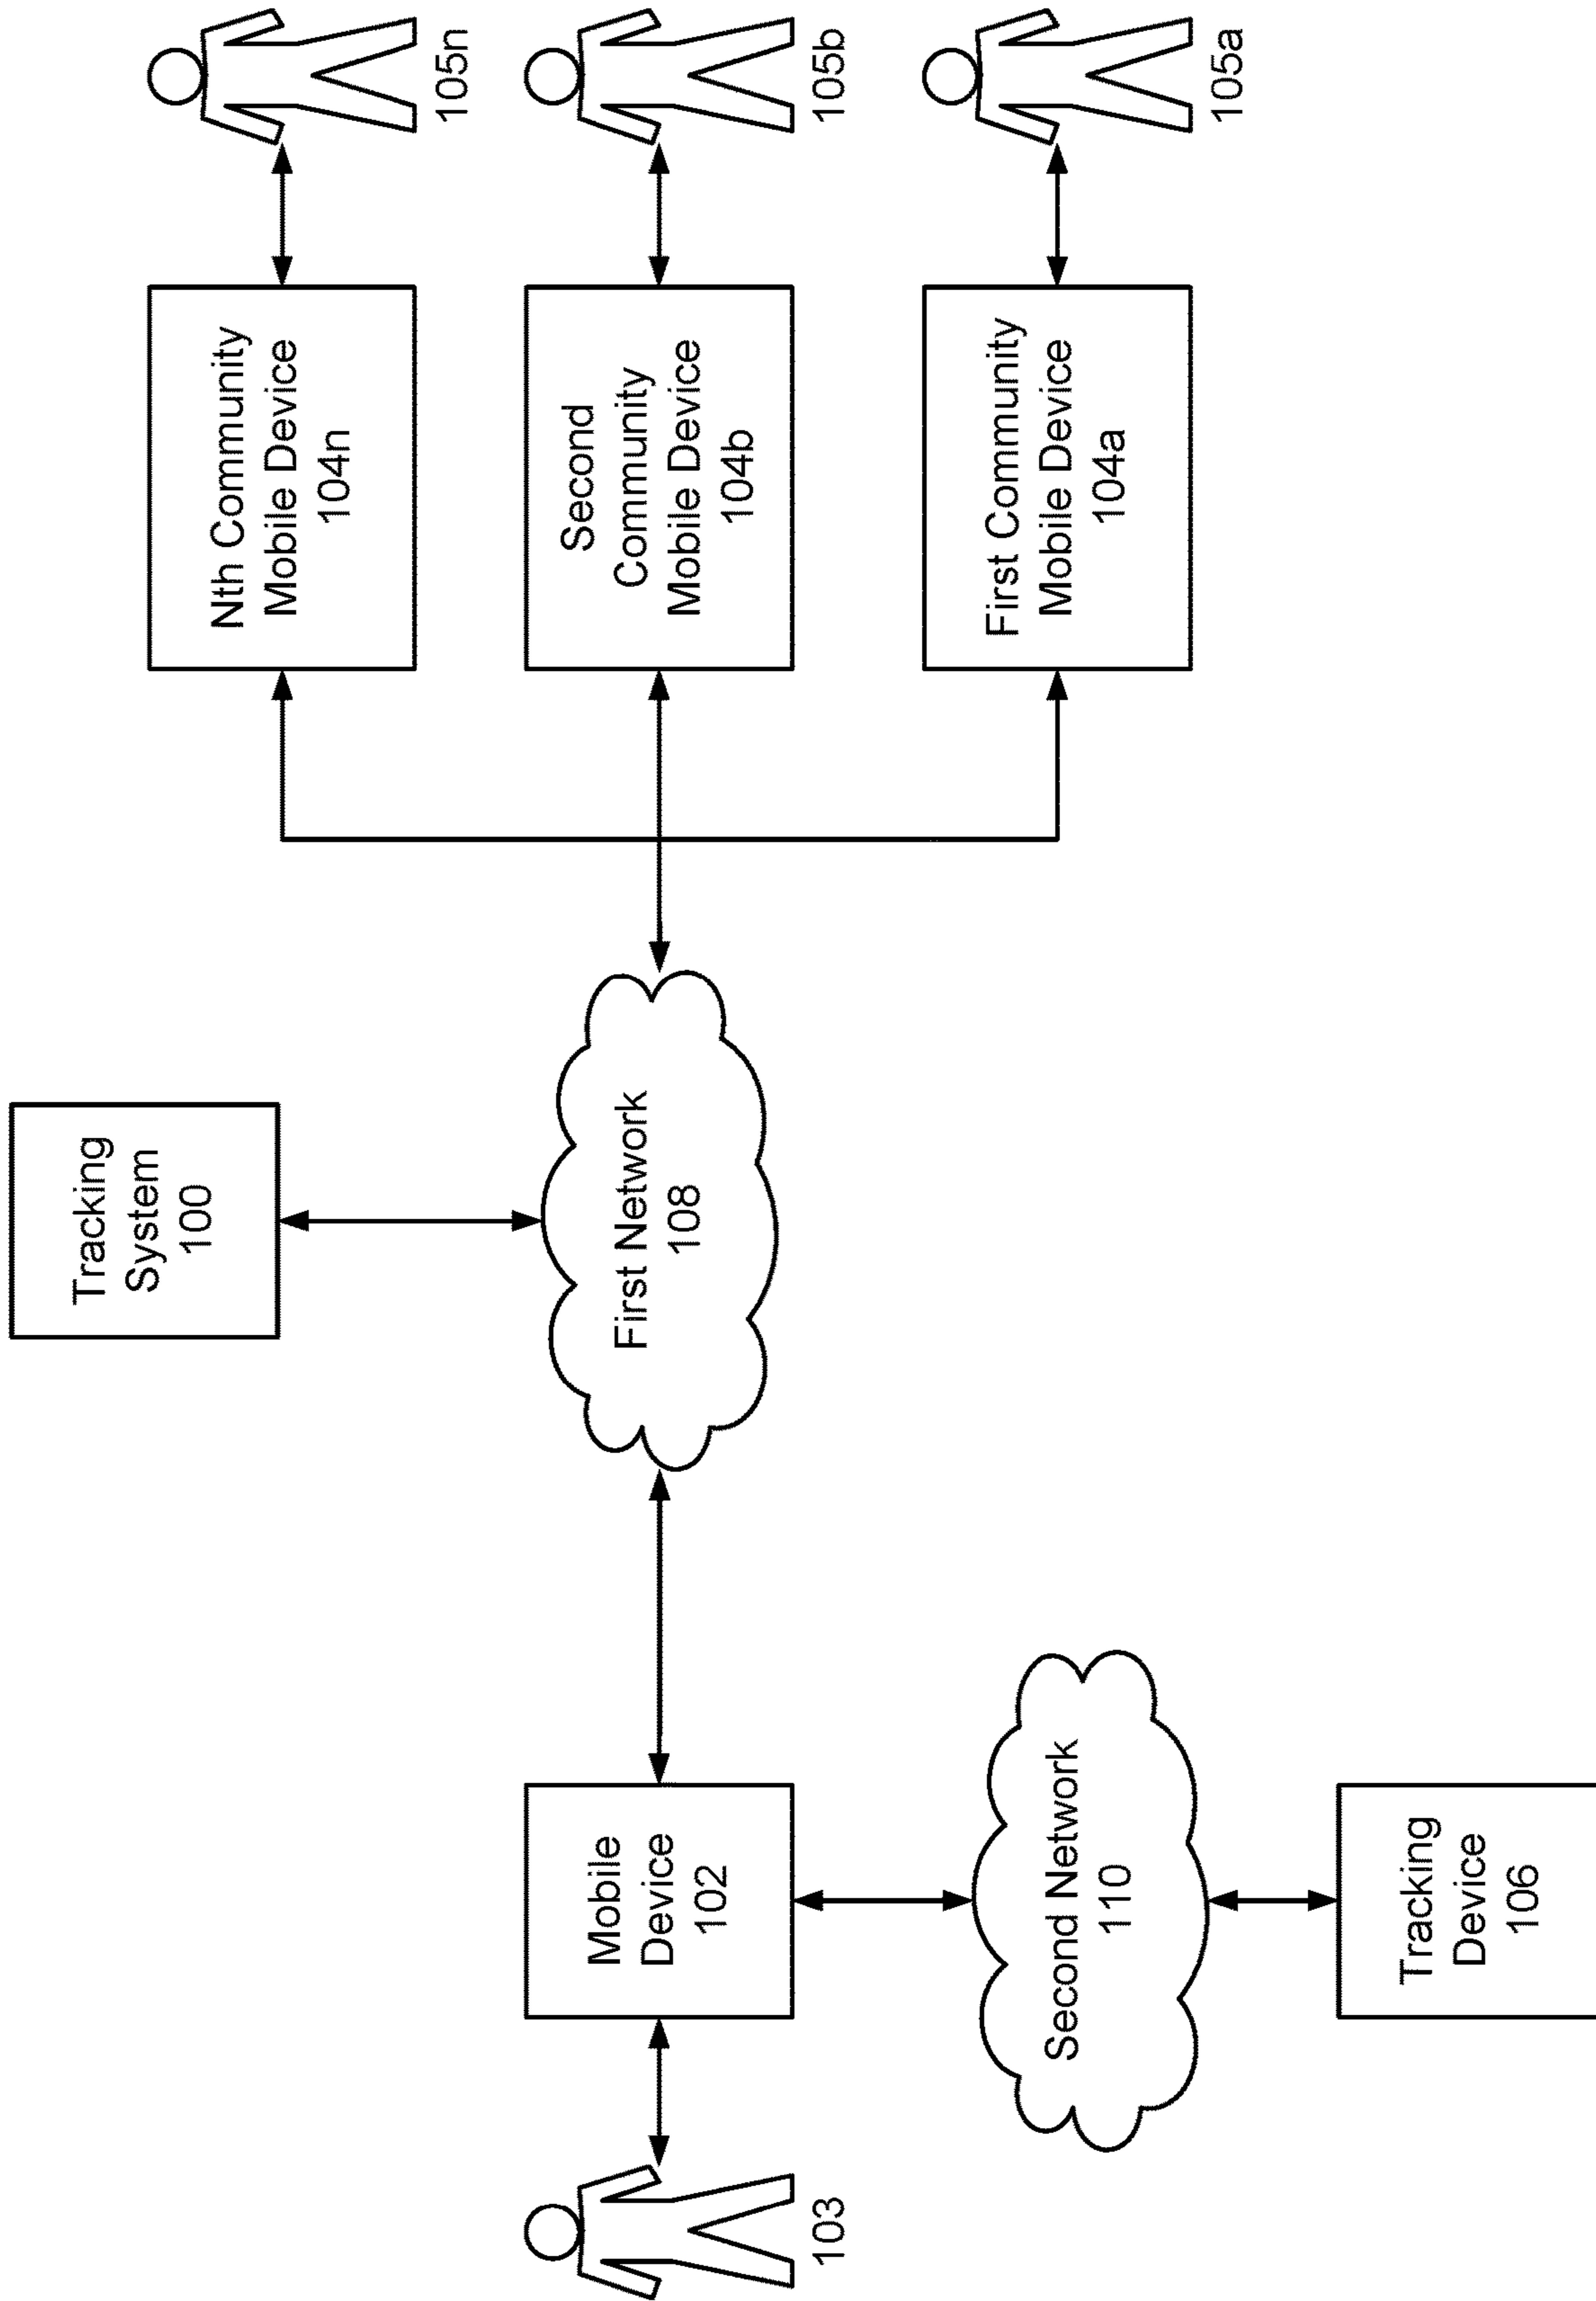 Tracking
System
100
Nth Community
Mobile Device
104n
105n
103
Mobile
Device
102
First Network
108
Second
Community
Mobile Device
104b
105b
Second Network
110
First Community
Mobile Device
104a
105a
Tracking
Device
106